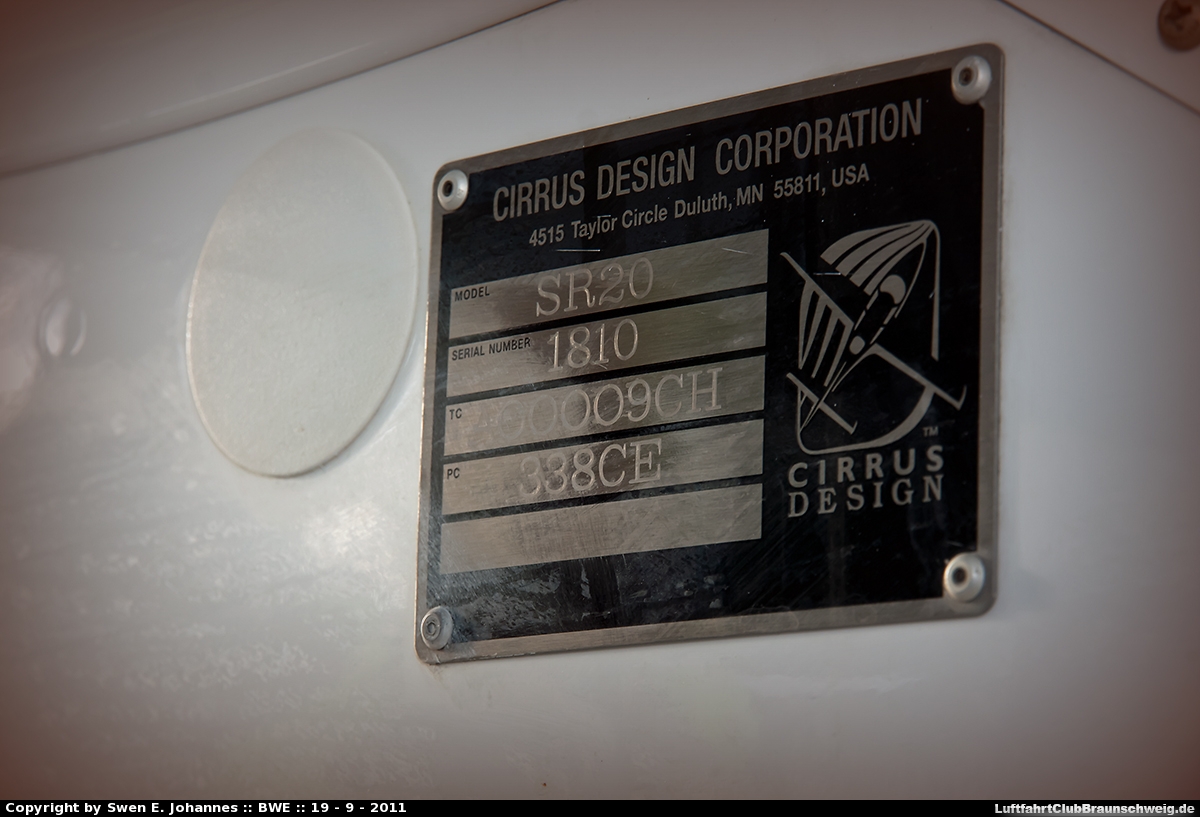 CIRRUS DESIGN CORPORATION
4515 Taylor Circle Duluth, MN 55811, USA
MODEL SR20
SERIAL NUMBER 1810
TC A00009CH
PC 338CE
™
CIRRUS
DESIGN
Copyright by Swen E. Johannes :: BWE :: 19 - 9 - 2011
LuftfahrtClubBraunschweig.de